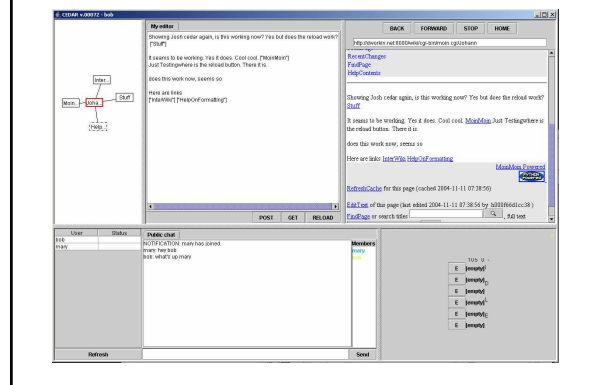 CEDAR v.00072 - bob
My editor
Showing Josh cedar again, is this working now? Yes but does the reload work?
["Stuff"]
It seems to be working. Yes it does. Cool cool. ["MoinMoin"]
Just Testingwhere is the reload button. There it is.
does this work now, seems so
Here are links
["InterWiki"] ["HelpOnFormatting"]
Inter...
Stuff
Moin...
Joha...
Help...
POST GET RELOAD
BACK FORWARD STOP HOME
http://dworkin.net:8000/wiki/cgi-bin/moin.cgi/Johann
RecentChanges
FindPage
HelpContents
Showing Josh cedar again, is this working now? Yes but does the reload work?
Stuff
It seems to be working. Yes it does. Cool cool. MoinMoin Just Testingwhere is
the reload button. There it is.
does this work now, seems so
Here are links InterWiki HelpOnFormatting
MoinMoin Powered
RefreshCache for this page (cached 2004-11-11 07:38:56)
EditText of this page (last edited 2004-11-11 07:38:56 by h000f66d1cc38)
FindPage or search titles , full text
User Status
bob
mary
Refresh
Public chat
NOTIFICATION: mary has joined.
mary: hey bob
bob: what's up mary
Members
mary
bob
Send
E [empty]
E [empty]
E [empty]
E [empty]
E [empty]